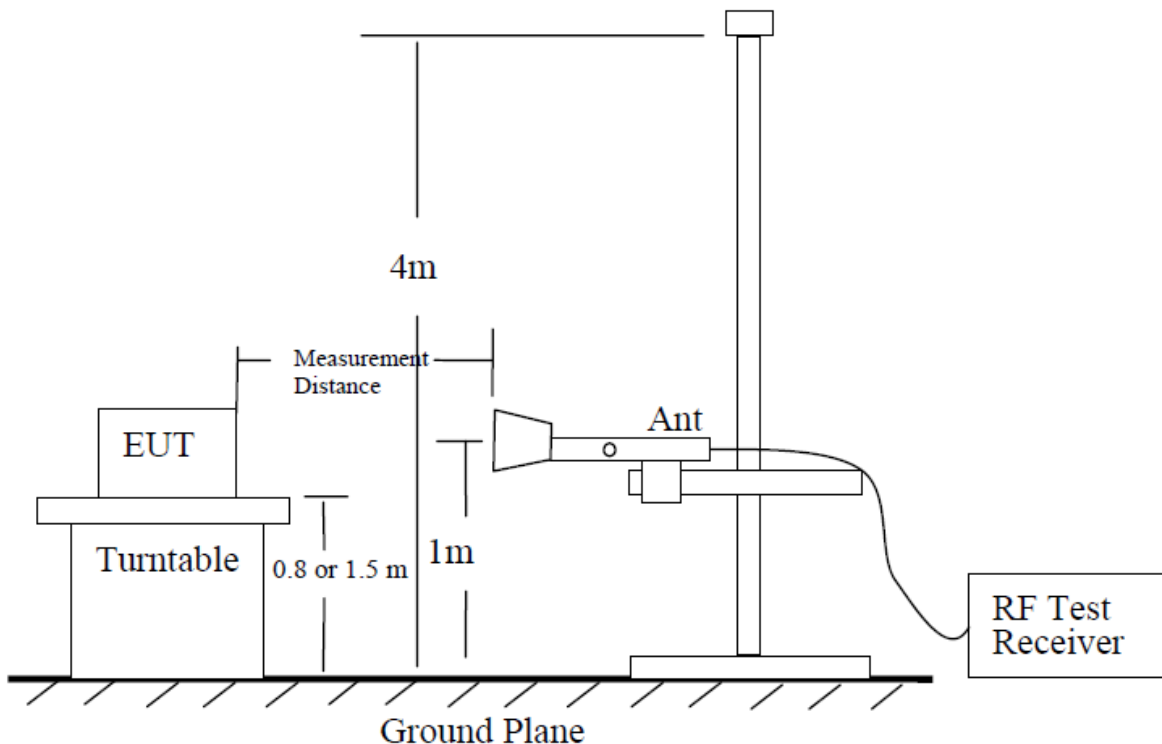 4m
Measurement
Distance
EUT
Ant
Turntable
0.8 or 1.5 m
1m
RF Test
Receiver
Ground Plane